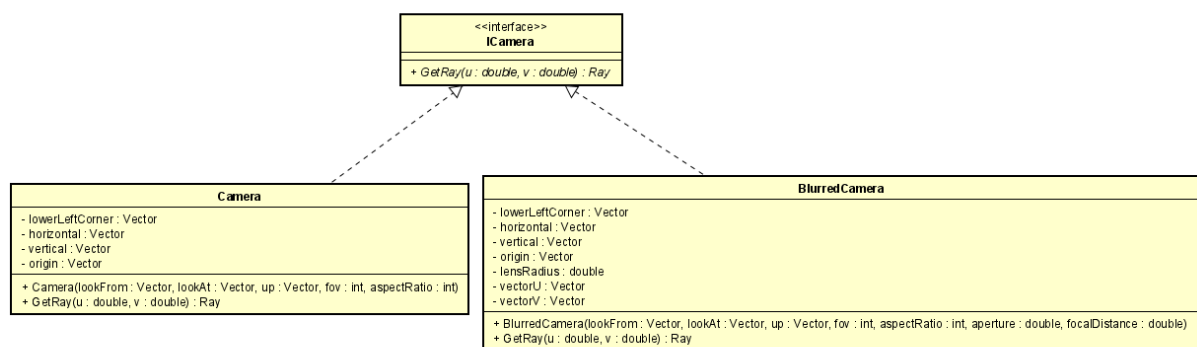 <<interface>>
ICamera
+ GetRay(u : double, v : double) : Ray
Camera
- lowerLeftCorner : Vector
- horizontal : Vector
- vertical : Vector
- origin : Vector
+ Camera(lookFrom : Vector, lookAt : Vector, up : Vector, fov : int, aspectRatio : int)
+ GetRay(u : double, v : double) : Ray
BlurredCamera
- lowerLeftCorner : Vector
- horizontal : Vector
- vertical : Vector
- origin : Vector
- lensRadius : double
- vectorU : Vector
- vectorV : Vector
+ BlurredCamera(lookFrom : Vector, lookAt : Vector, up : Vector, fov : int, aspectRatio : int, aperture : double, focalDistance : double)
+ GetRay(u : double, v : double) : Ray